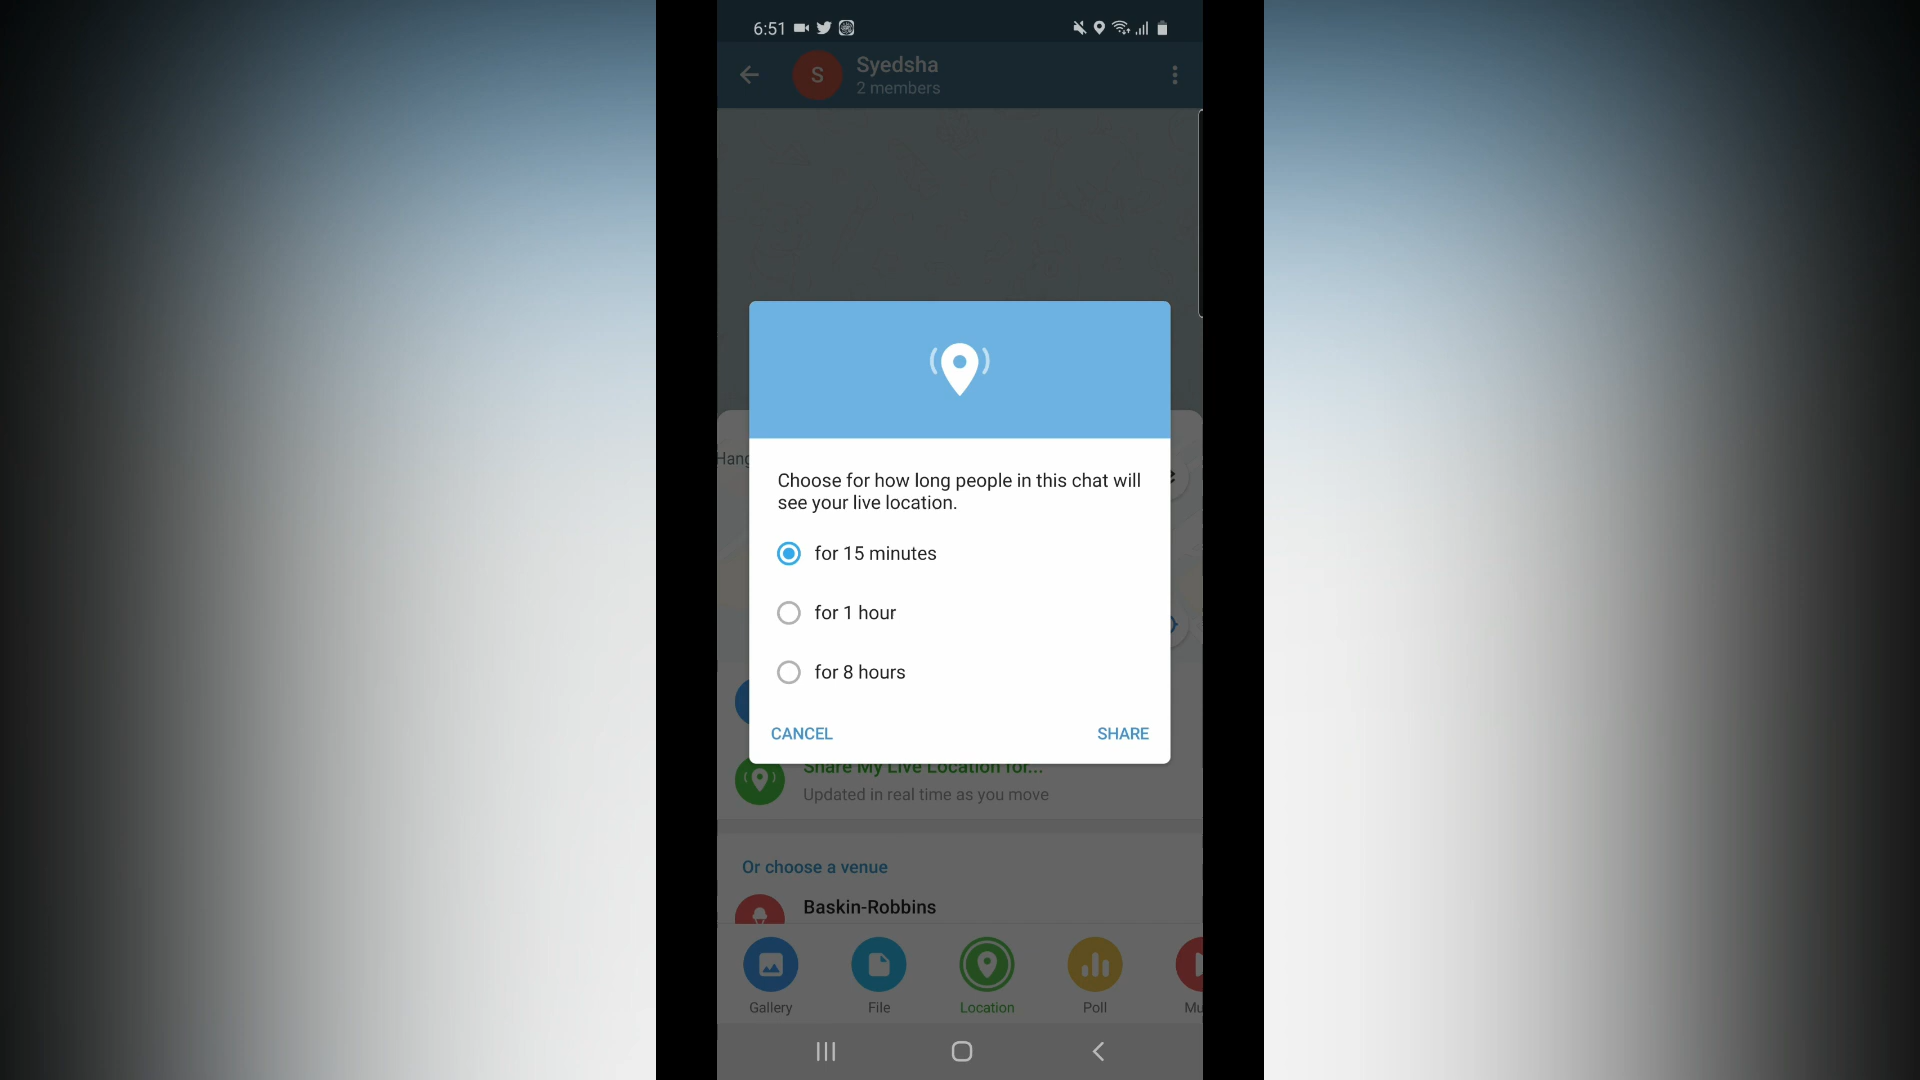 6:51
S
Syedsha
2 members
Choose for how long people in this chat will
see your live location.
for 15 minutes
for 1 hour
for 8 hours
CANCEL
SHARE
Share My Live Location for...
Updated in real time as you move
Or choose a venue
Baskin-Robbins
Gallery
File
Location
Poll